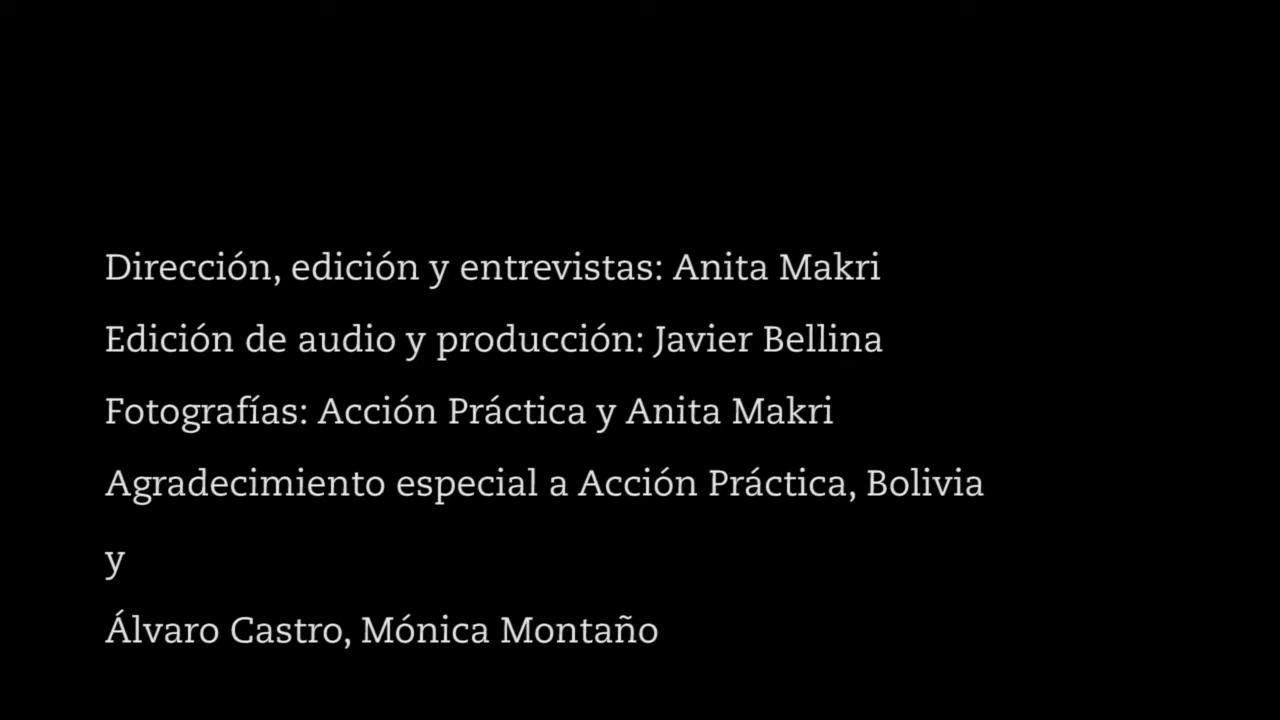 Dirección, edición y entrevistas: Anita Makri
Edición de audio y producción: Javier Bellina
Fotografías: Acción Práctica y Anita Makri
Agradecimiento especial a Acción Práctica, Bolivia
y
Álvaro Castro, Mónica Montaño